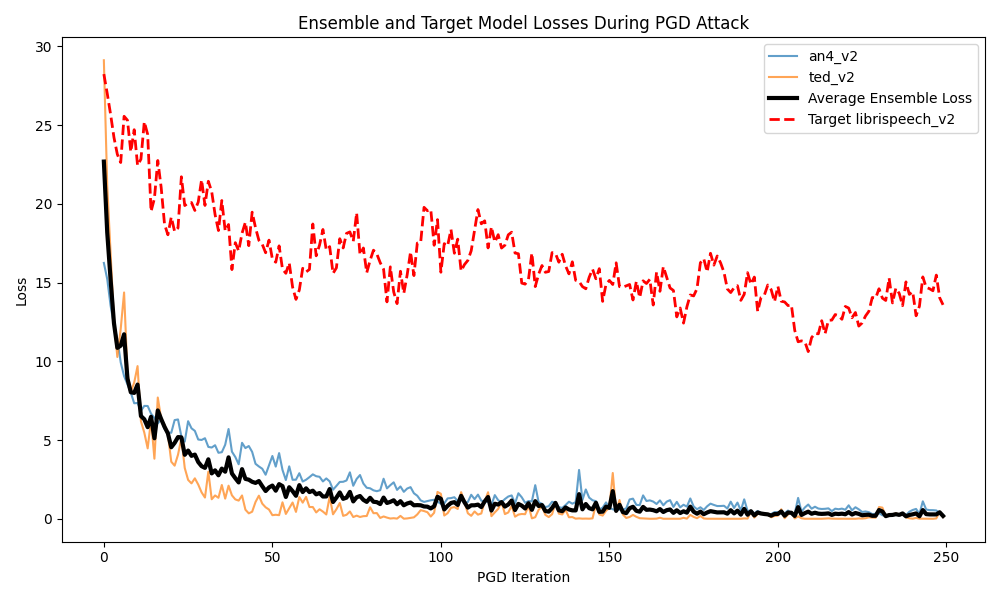 Ensemble and Target Model Losses During PGD Attack
30
25
20
15
10
5
0
Loss
an4_v2
ted_v2
Average Ensemble Loss
Target librispeech_v2
0
50
100
150
200
250
PGD Iteration